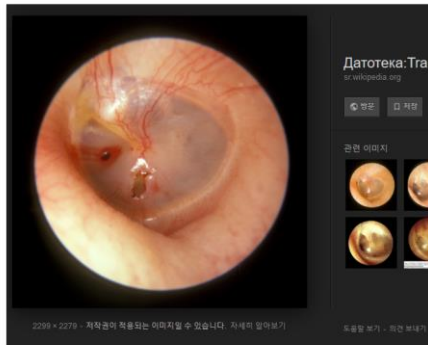 Датотека:Tra
sr.wikipedia.org
방문
저장
관련 이미지
2299 × 2279 - 저작권이 적용되는 이미지일 수 있습니다. 자세히 알아보기
도움말 보기 - 의견 보내기